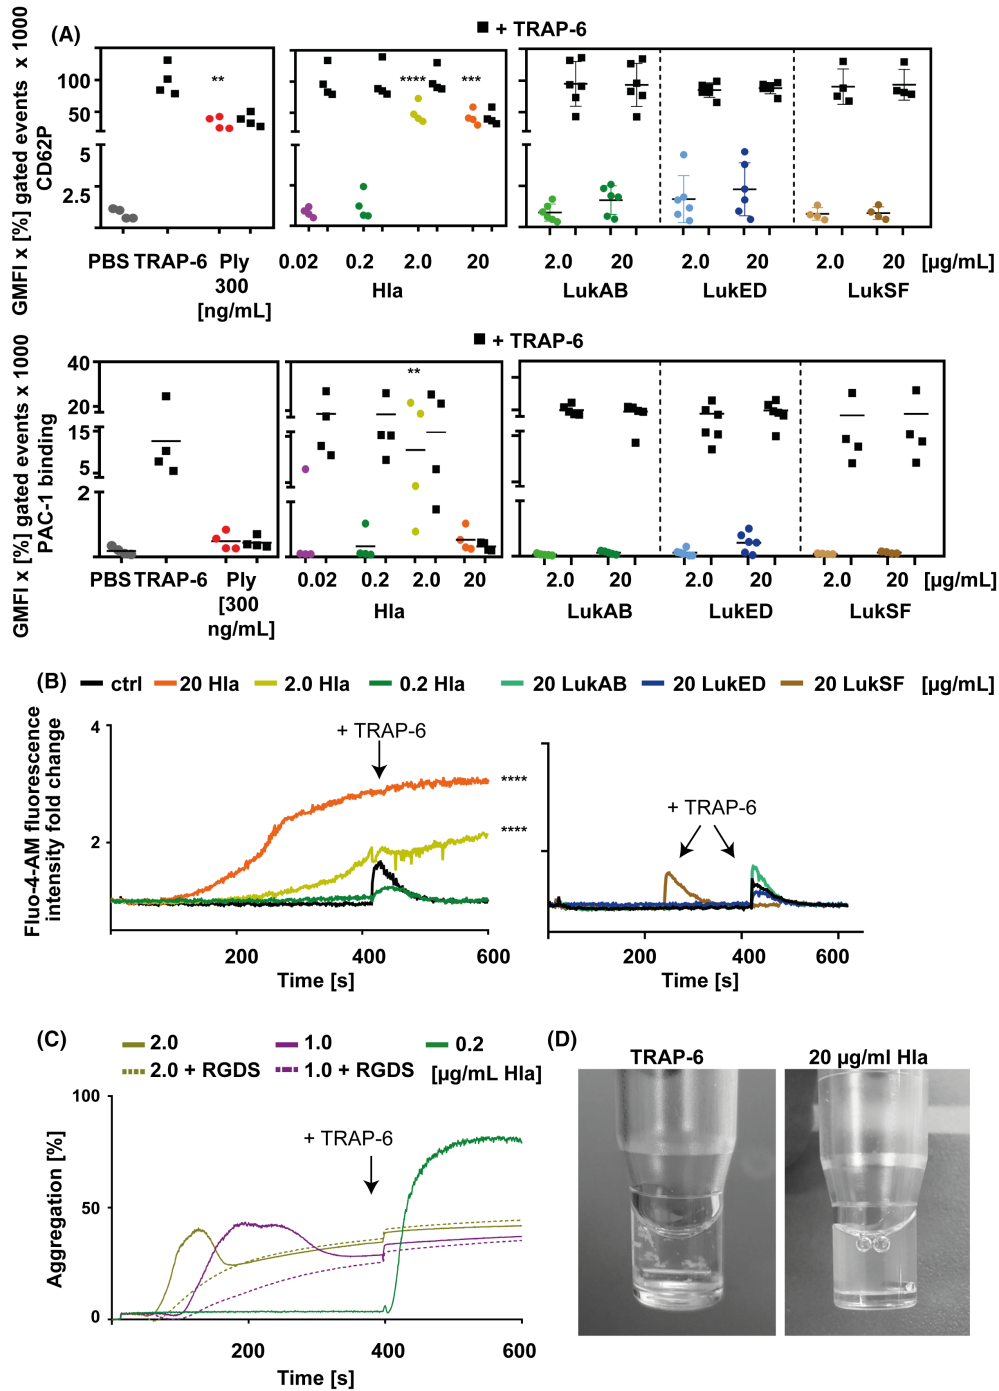 (A)
■ + TRAP-6
GMFI x [%] gated events x 1000
CD62P
100
50
5
2.5
**
****
***
PBS TRAP-6 Ply
300
[ng/mL]
0.02 0.2 2.0 20
Hla
2.0 20 2.0 20 2.0 20 [µg/mL]
LukAB LukED LukSF
■ + TRAP-6
GMFI x [%] gated events x 1000
PAC-1 binding
40
20
15
5
2
**
PBS TRAP-6 Ply
[300
ng/mL]
0.02 0.2 2.0 20
Hla
2.0 20 2.0 20 2.0 20 [µg/mL]
LukAB LukED LukSF
(B)
ctrl 20 Hla 2.0 Hla 0.2 Hla 20 LukAB 20 LukED 20 LukSF [µg/mL]
Fluo-4-AM fluorescence
intensity fold change
4
2
+ TRAP-6
****
****
200 400 600
Time [s]
+ TRAP-6
200 400 600
Time [s]
(C)
2.0 1.0 0.2
2.0 + RGDS 1.0 + RGDS [µg/mL Hla]
Aggregation [%]
100
50
0
+ TRAP-6
200 400 600
Time [s]
(D)
TRAP-6 20 µg/ml Hla